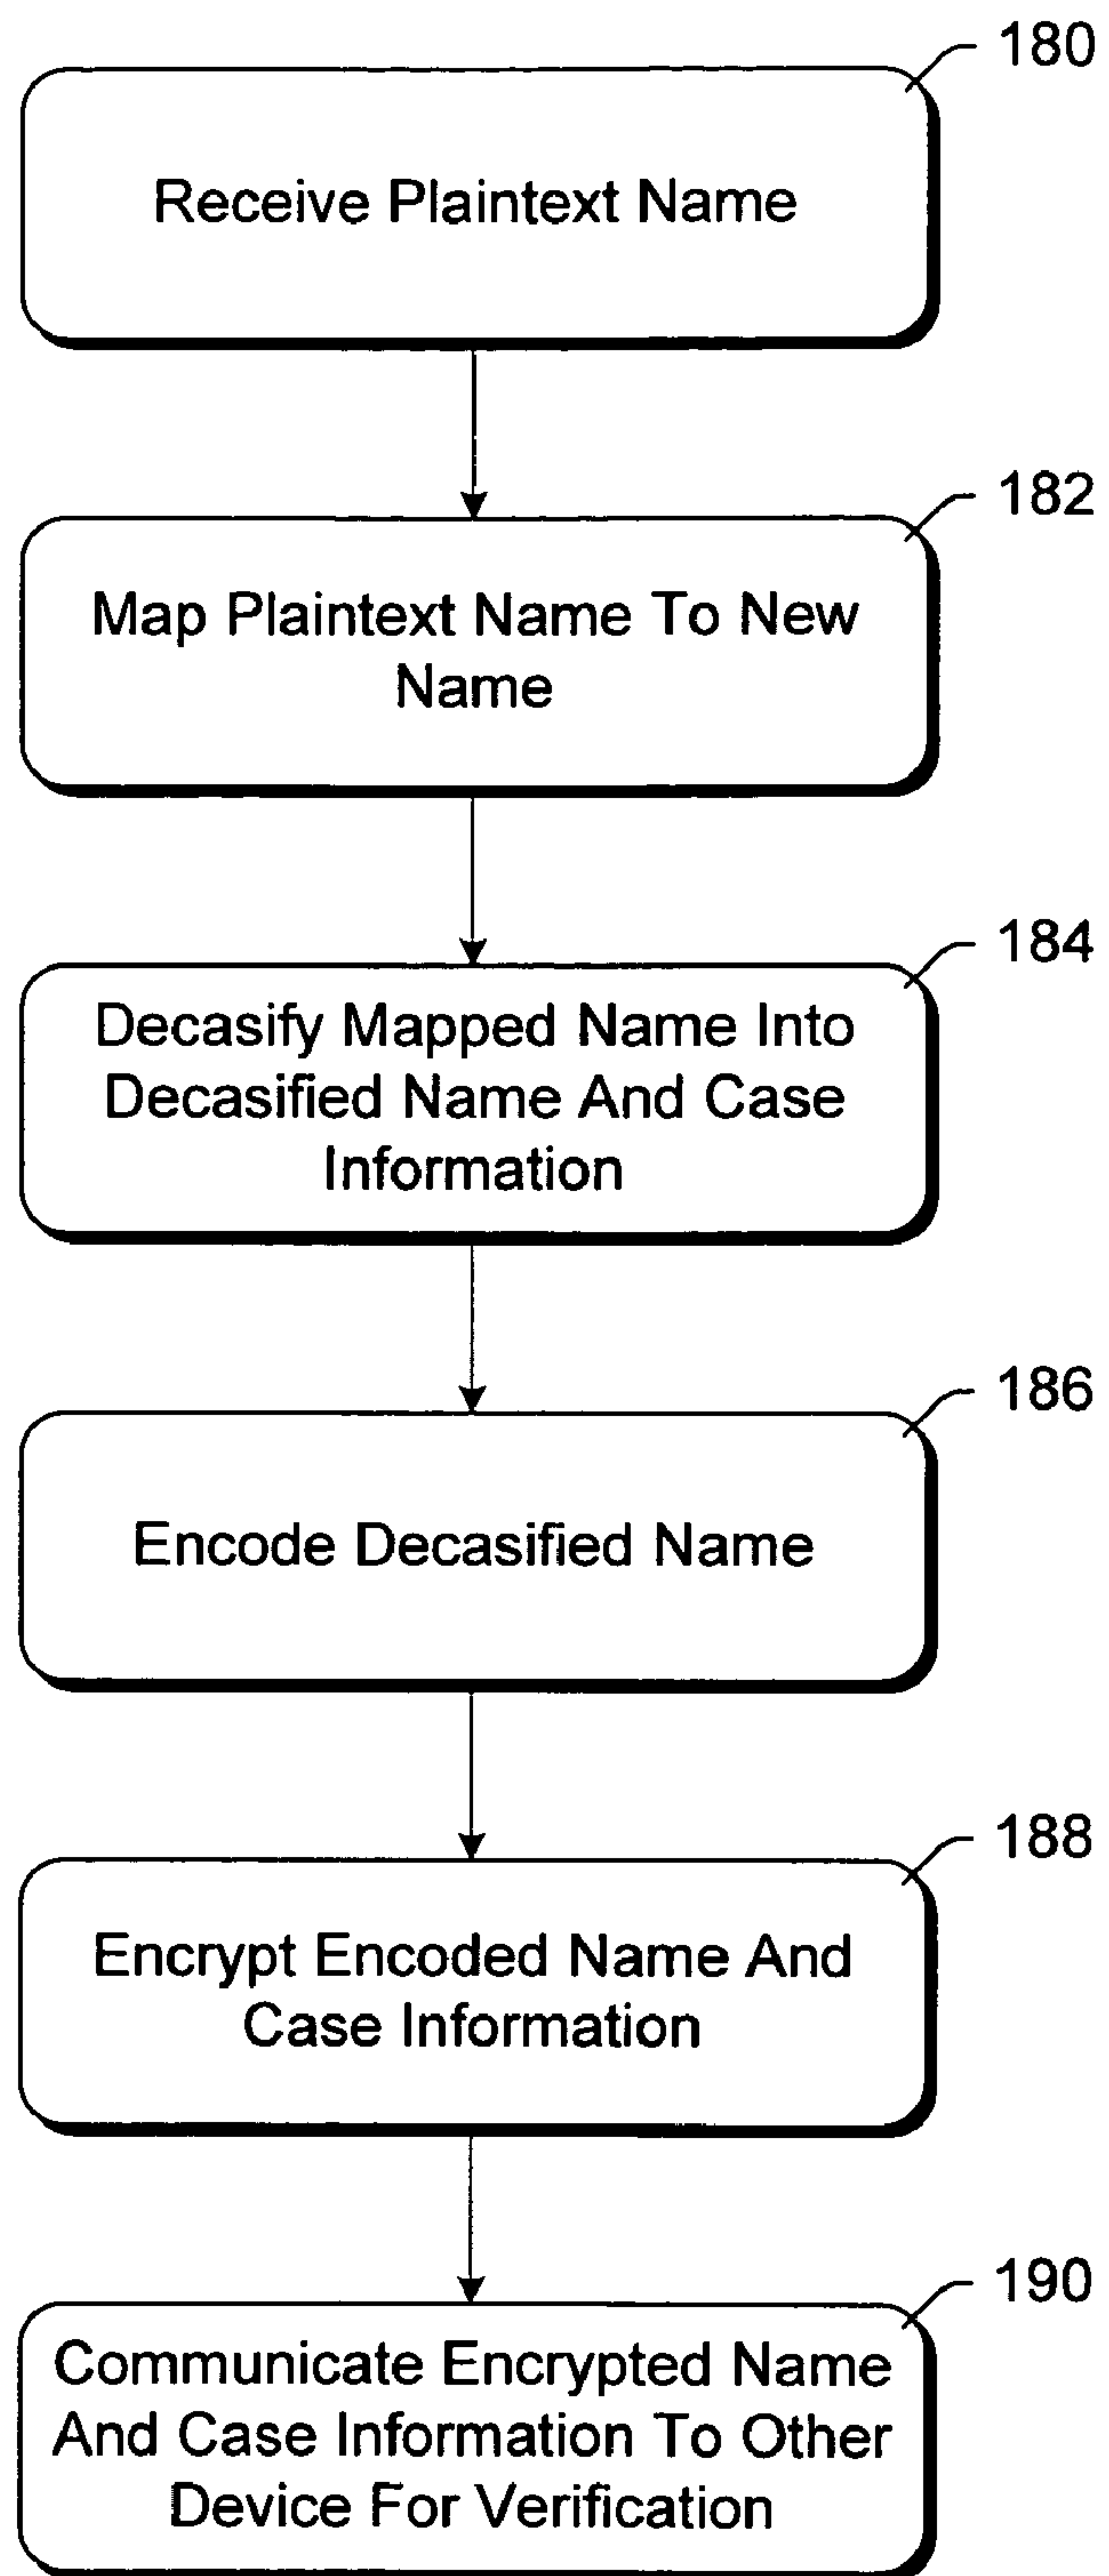 180
Receive Plaintext Name
182
Map Plaintext Name To New
Name
184
Decasify Mapped Name Into
Decasified Name And Case
Information
186
Encode Decasified Name
188
Encrypt Encoded Name And
Case Information
190
Communicate Encrypted Name
And Case Information To Other
Device For Verification